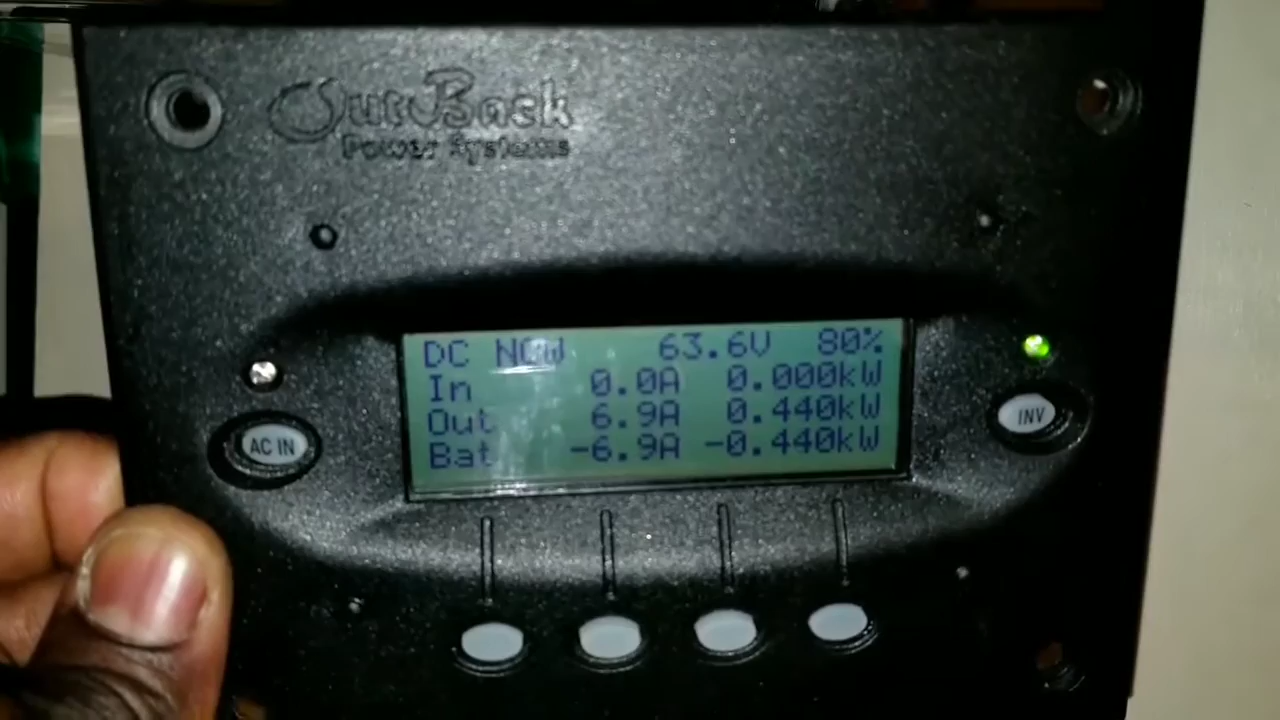 OutBack
Power Systems
DC NOW 63.6V 80%
In 0.0A 0.000kW
Out 6.9A 0.440kW
Bat -6.9A -0.440kW
AC IN
INV